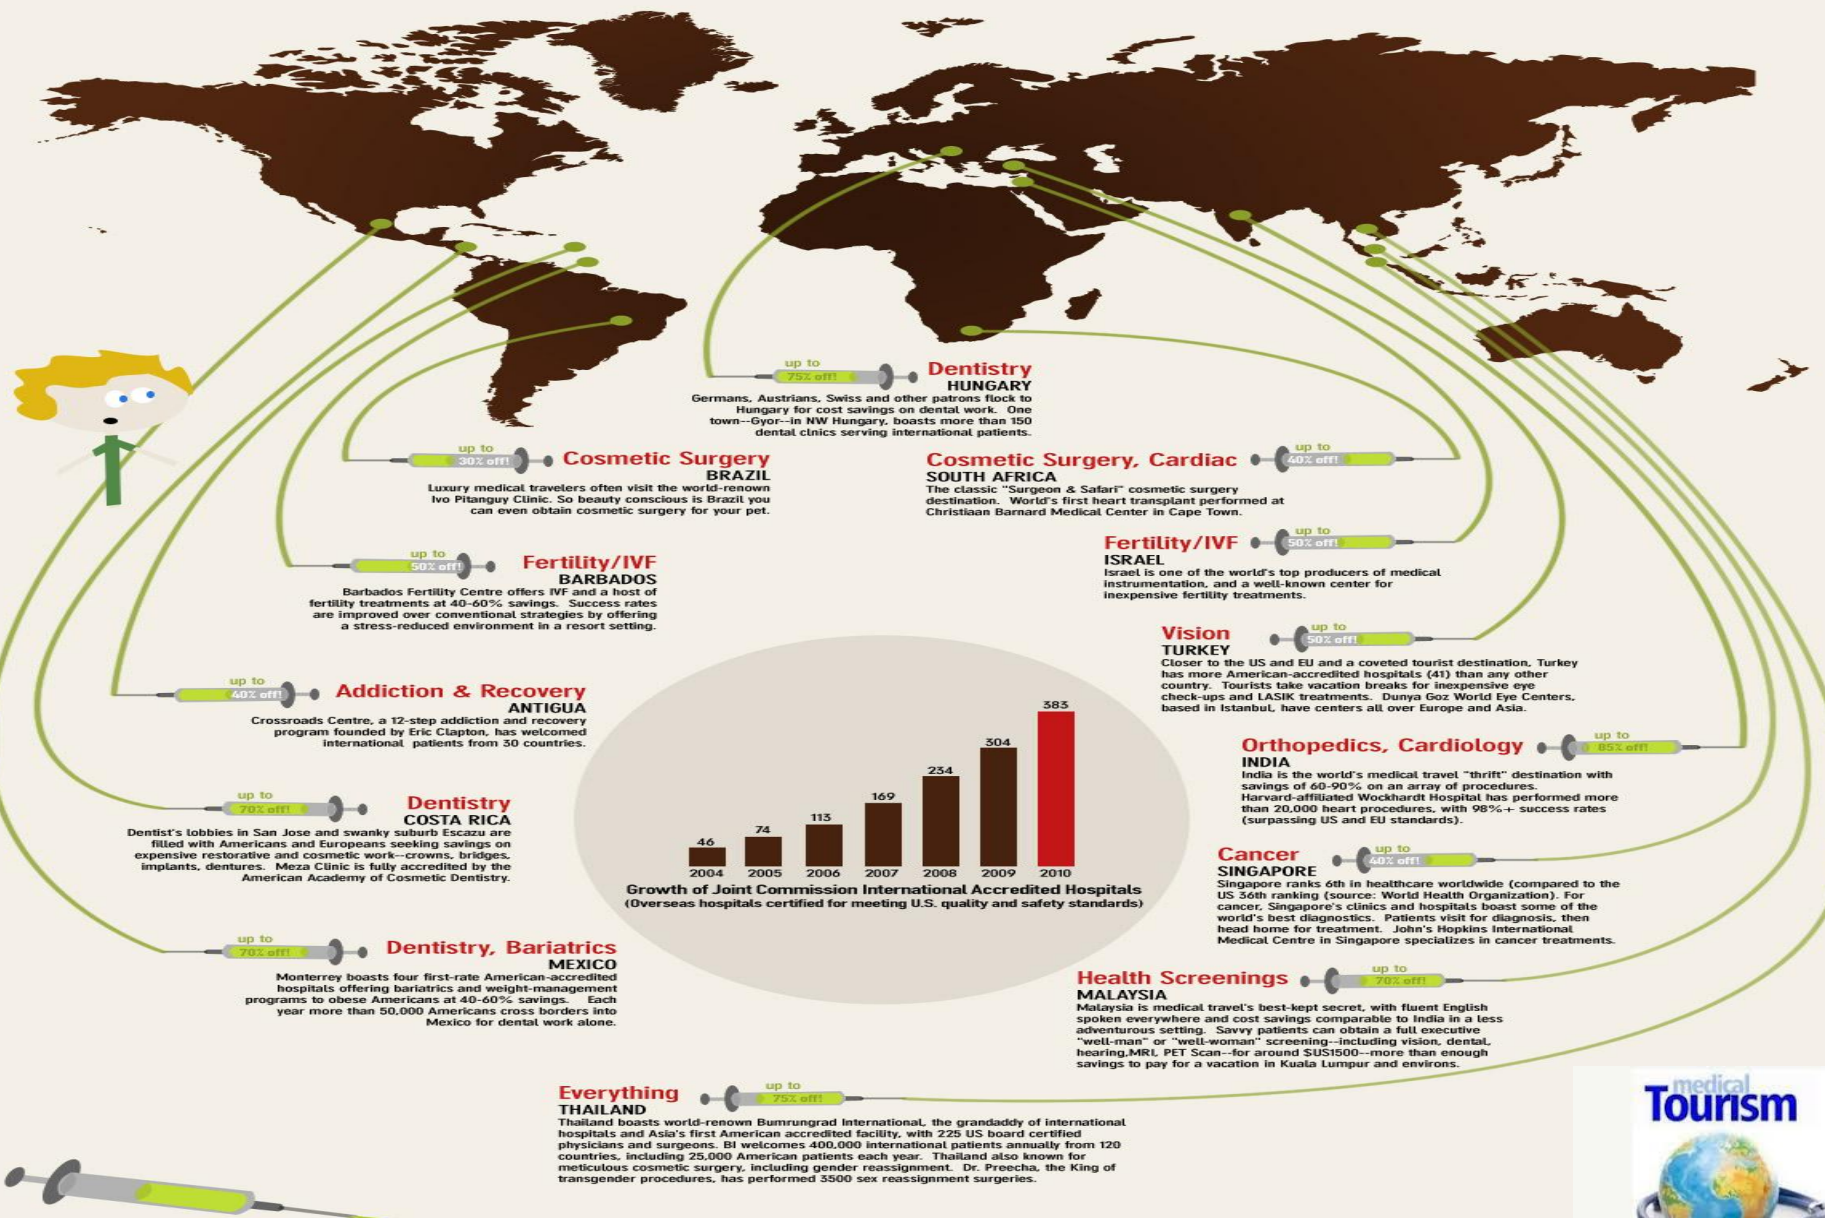 up to
75% off!
Dentistry
HUNGARY
Germans, Austrians, Swiss and other patrons flock to
Hungary for cost savings on dental work. One
town--Gyor--in NW Hungary, boasts more than 150
dental clnics serving international patients.
up to
30% off!
Cosmetic Surgery
BRAZIL
Luxury medical travelers often visit the world-renown
Ivo Pitanguy Clinic. So beauty conscious is Brazil you
can even obtain cosmetic surgery for your pet.
Cosmetic Surgery, Cardiac
up to
40% off!
SOUTH AFRICA
The classic "Surgeon & Safari" cosmetic surgery
destination. World's first heart transplant performed at
Christiaan Barnard Medical Center in Cape Town.
up to
50% off!
Fertility/IVF
BARBADOS
Barbados Fertility Centre offers IVF and a host of
fertility treatments at 40-60% savings. Success rates
are improved over conventional strategies by offering
a stress-reduced environment in a resort setting.
Fertility/IVF
up to
50% off!
ISRAEL
Israel is one of the world's top producers of medical
instrumentation, and a well-known center for
inexpensive fertility treatments.
Vision
up to
50% off!
TURKEY
Closer to the US and EU and a coveted tourist destination, Turkey
has more American-accredited hospitals (41) than any other
country. Tourists take vacation breaks for inexpensive eye
check-ups and LASIK treatments. Dunya Goz World Eye Centers,
based in Istanbul, have centers all over Europe and Asia.
up to
40% off!
Addiction & Recovery
ANTIGUA
Crossroads Centre, a 12-step addiction and recovery
program founded by Eric Clapton, has welcomed
international patients from 30 countries.
Orthopedics, Cardiology
up to
85% off!
INDIA
India is the world's medical travel "thrift" destination with
savings of 60-90% on an array of procedures.
Harvard-affiliated Wockhardt Hospital has performed more
than 20,000 heart procedures, with 98%+ success rates
(surpassing US and EU standards).
up to
70% off!
Dentistry
COSTA RICA
Dentist's lobbies in San Jose and swanky suburb Escazu are
filled with Americans and Europeans seeking savings on
expensive restorative and cosmetic work--crowns, bridges,
implants, dentures. Meza Clinic is fully accredited by the
American Academy of Cosmetic Dentistry.
46
74
113
169
234
304
383
2004 2005 2006 2007 2008 2009 2010
Growth of Joint Commission International Accredited Hospitals
(Overseas hospitals certified for meeting U.S. quality and safety standards)
Cancer
up to
40% off!
SINGAPORE
Singapore ranks 6th in healthcare worldwide (compared to the
US 36th ranking (source: World Health Organization). For
cancer, Singapore's clinics and hospitals boast some of the
world's best diagnostics. Patients visit for diagnosis, then
head home for treatment. John's Hopkins International
Medical Centre in Singapore specializes in cancer treatments.
up to
70% off!
Dentistry, Bariatrics
MEXICO
Monterrey boasts four first-rate American-accredited
hospitals offering bariatrics and weight-management
programs to obese Americans at 40-60% savings. Each
year more than 50,000 Americans cross borders into
Mexico for dental work alone.
Health Screenings
up to
70% off!
MALAYSIA
Malaysia is medical travel's best-kept secret, with fluent English
spoken everywhere and cost savings comparable to India in a less
adventurous setting. Savvy patients can obtain a full executive
"well-man" or "well-woman" screening--including vision, dental,
hearing,MRI, PET Scan--for around $US1500--more than enough
savings to pay for a vacation in Kuala Lumpur and environs.
Everything
up to
75% off!
THAILAND
Thailand boasts world-renown Bumrungrad International, the grandaddy of international
hospitals and Asia's first American accredited facility, with 225 US board certified
physicians and surgeons. BI welcomes 400,000 international patients annually from 120
countries, including 25,000 American patients each year. Thailand also known for
meticulous cosmetic surgery, including gender reassignment. Dr. Preecha, the King of
transgender procedures, has performed 3500 sex reassignment surgeries.
medical
Tourism